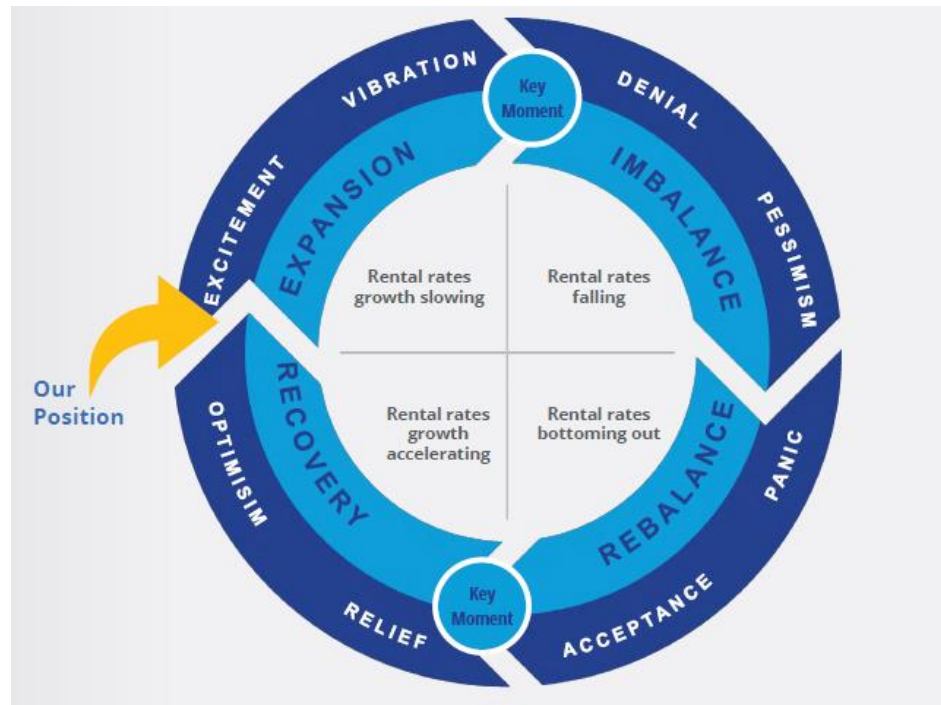 VIBRATION
Key
Moment
DENIAL
EXCITEMENT
EXPANSION
IMBALANCE
PESSIMISM
Rental rates
growth slowing
Rental rates
falling
Our
Position
OPTIMISIM
RECOVERY
Rental rates
growth
accelerating
Rental rates
bottoming out
REBALANCE
PANIC
RELIEF
Key
Moment
ACCEPTANCE